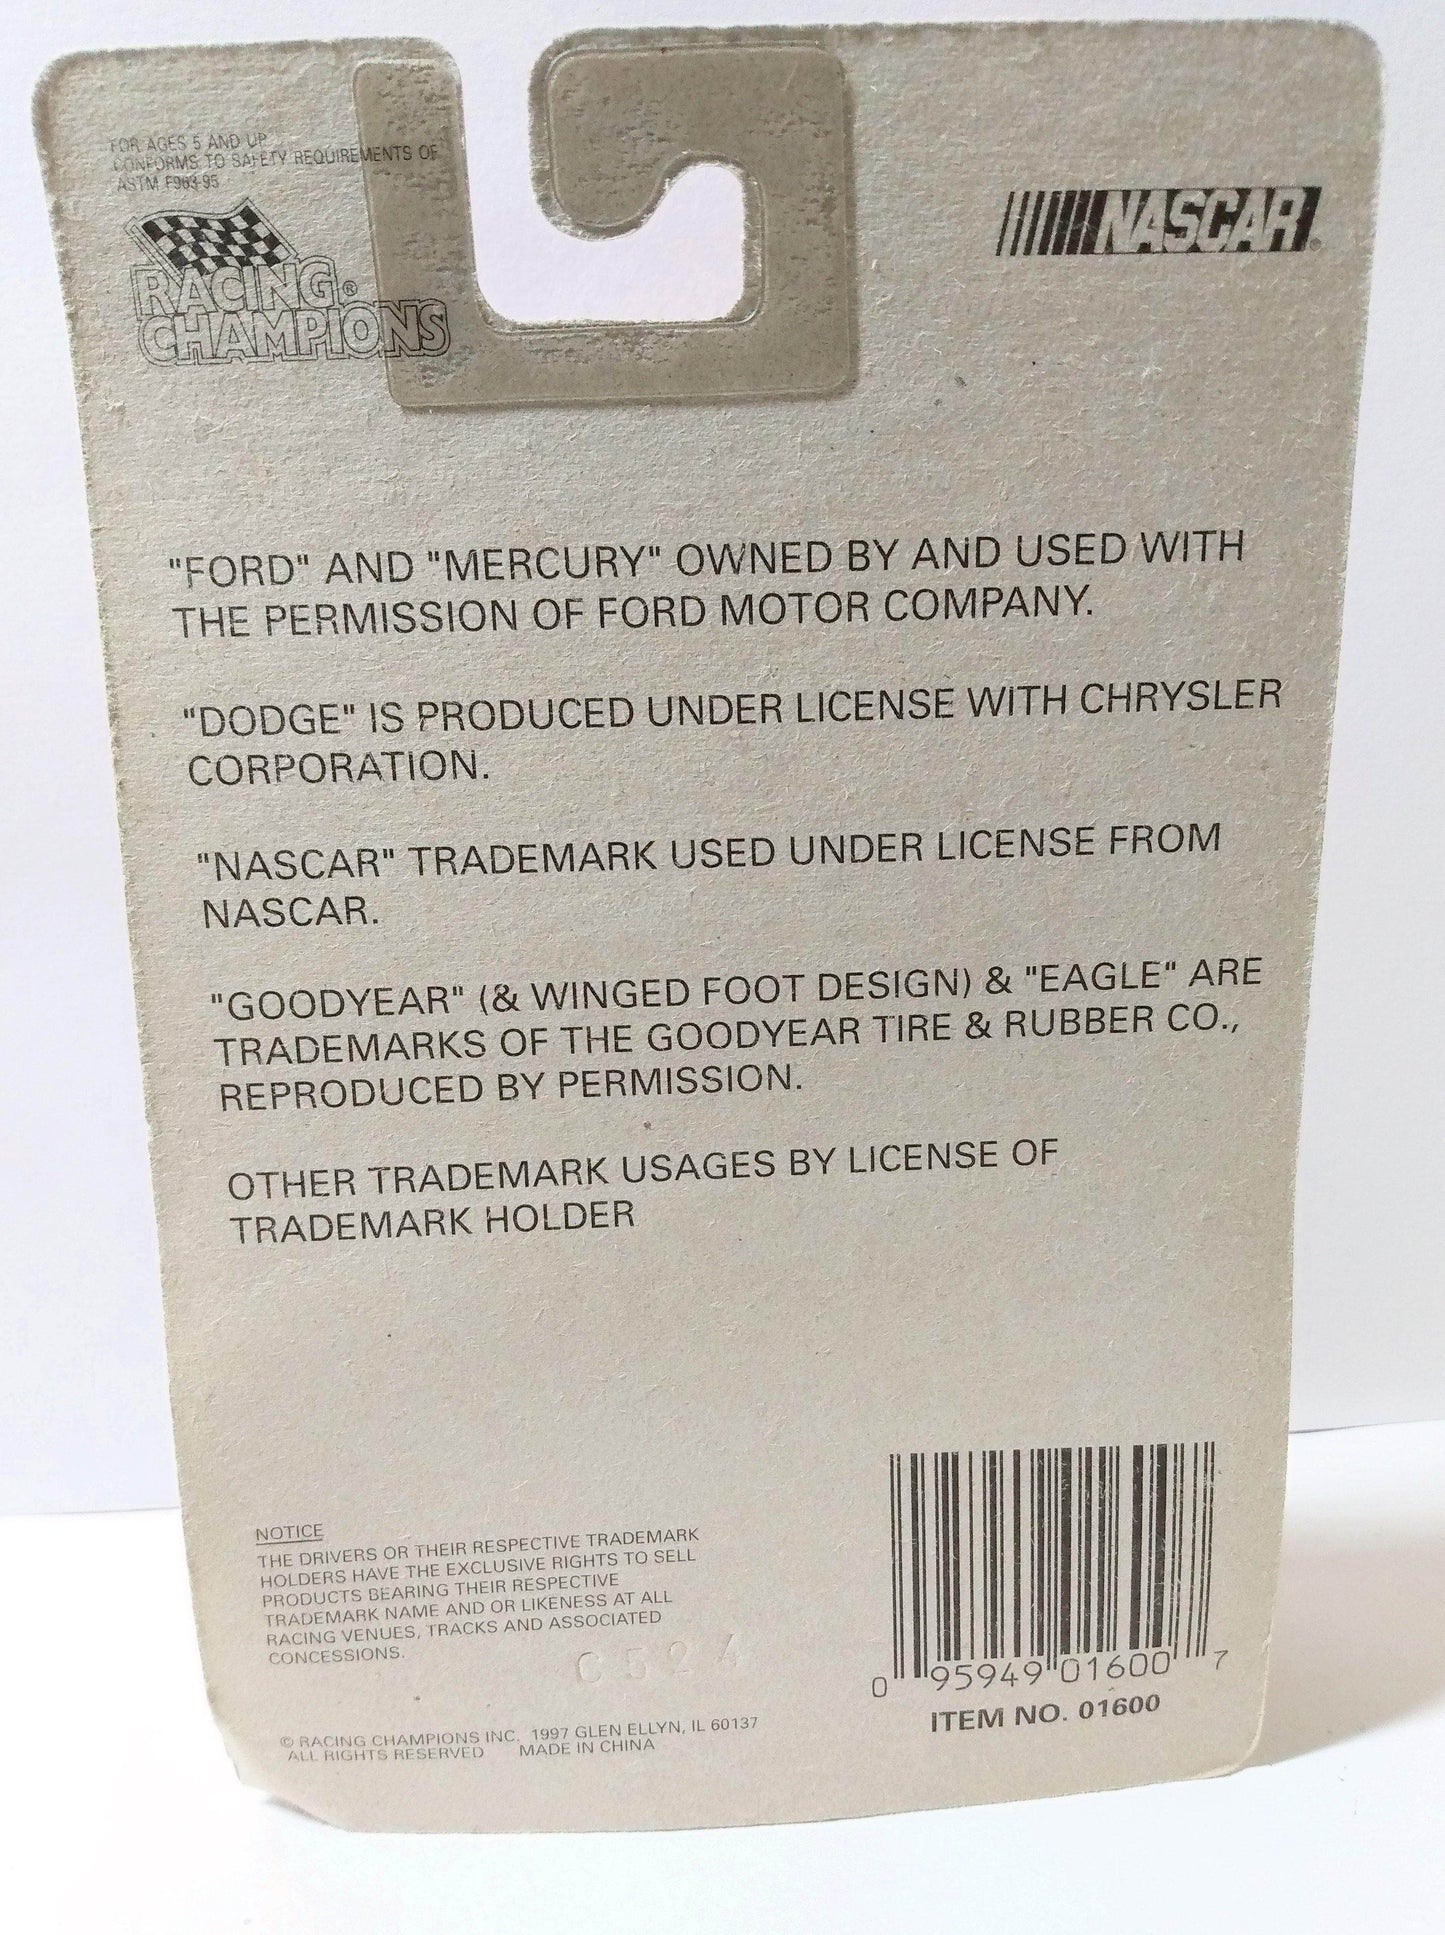 FOR AGES 5 AND UP
CONFORMS TO SAFETY REQUIREMENTS OF
ASTM F963-95
RACING®
CHAMPIONS
NASCAR®
"FORD" AND "MERCURY" OWNED BY AND USED WITH
THE PERMISSION OF FORD MOTOR COMPANY.
"DODGE" IS PRODUCED UNDER LICENSE WITH CHRYSLER
CORPORATION.
"NASCAR" TRADEMARK USED UNDER LICENSE FROM
NASCAR.
"GOODYEAR" (& WINGED FOOT DESIGN) & "EAGLE" ARE
TRADEMARKS OF THE GOODYEAR TIRE & RUBBER CO.,
REPRODUCED BY PERMISSION.
OTHER TRADEMARK USAGES BY LICENSE OF
TRADEMARK HOLDER
NOTICE
THE DRIVERS OR THEIR RESPECTIVE TRADEMARK
HOLDERS HAVE THE EXCLUSIVE RIGHTS TO SELL
PRODUCTS BEARING THEIR RESPECTIVE
TRADEMARK NAME AND OR LIKENESS AT ALL
RACING VENUES, TRACKS AND ASSOCIATED
CONCESSIONS.
C524
© RACING CHAMPIONS INC. 1997 GLEN ELLYN, IL 60137
ALL RIGHTS RESERVED MADE IN CHINA
0 95949 01600 7
ITEM NO. 01600